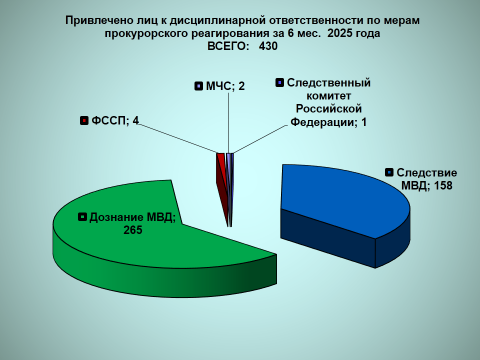 Привлечено лиц к дисциплинарной ответственности по мерам
прокурорского реагирования за 6 мес.  2025 года
ВСЕГО:   430
МЧС; 2
Следственный
комитет
Российской
Федерации; 1
ФССП; 4
Следствие
МВД; 158
Дознание МВД;
265